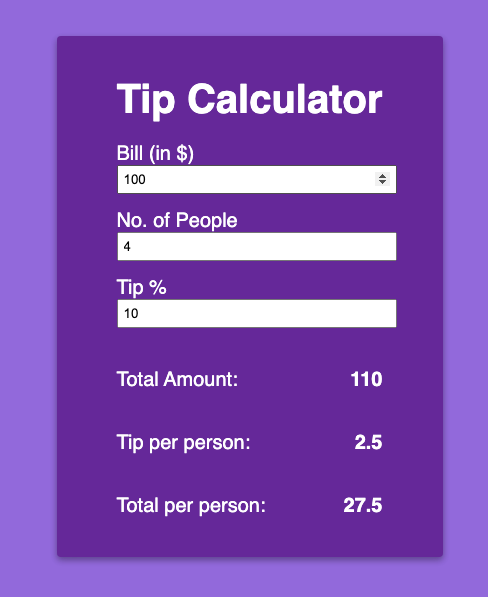 Tip Calculator
Bill (in $)
100
No. of People
4
Tip %
10
Total Amount: 110
Tip per person: 2.5
Total per person: 27.5